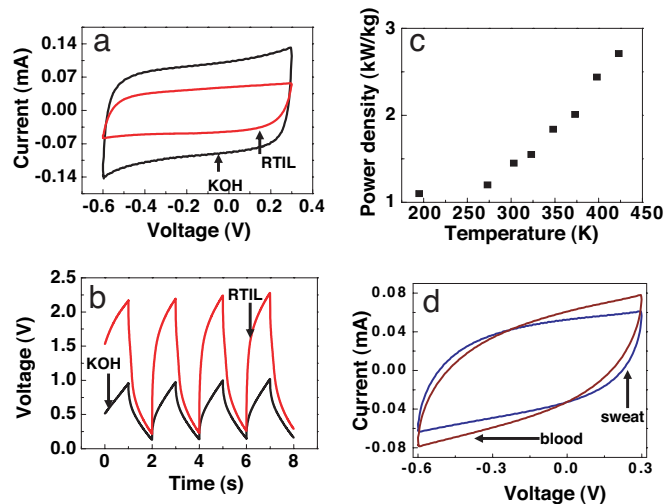 a
Current (mA)
0.14
0.07
0.00
-0.07
-0.14
KOH
RTIL
-0.6 -0.4 -0.2 0.0 0.2 0.4
Voltage (V)
c
Power density (kW/kg)
3
2
1
0
200 250 300 350 400 450
Temperature (K)
b
Voltage (V)
2.5
2.0
1.5
1.0
0.5
0.0
KOH
RTIL
0 2 4 6 8
Time (s)
d
Current (mA)
0.08
0.04
0.00
-0.04
-0.08
sweat
blood
-0.6 -0.3 0.0 0.3
Voltage (V)